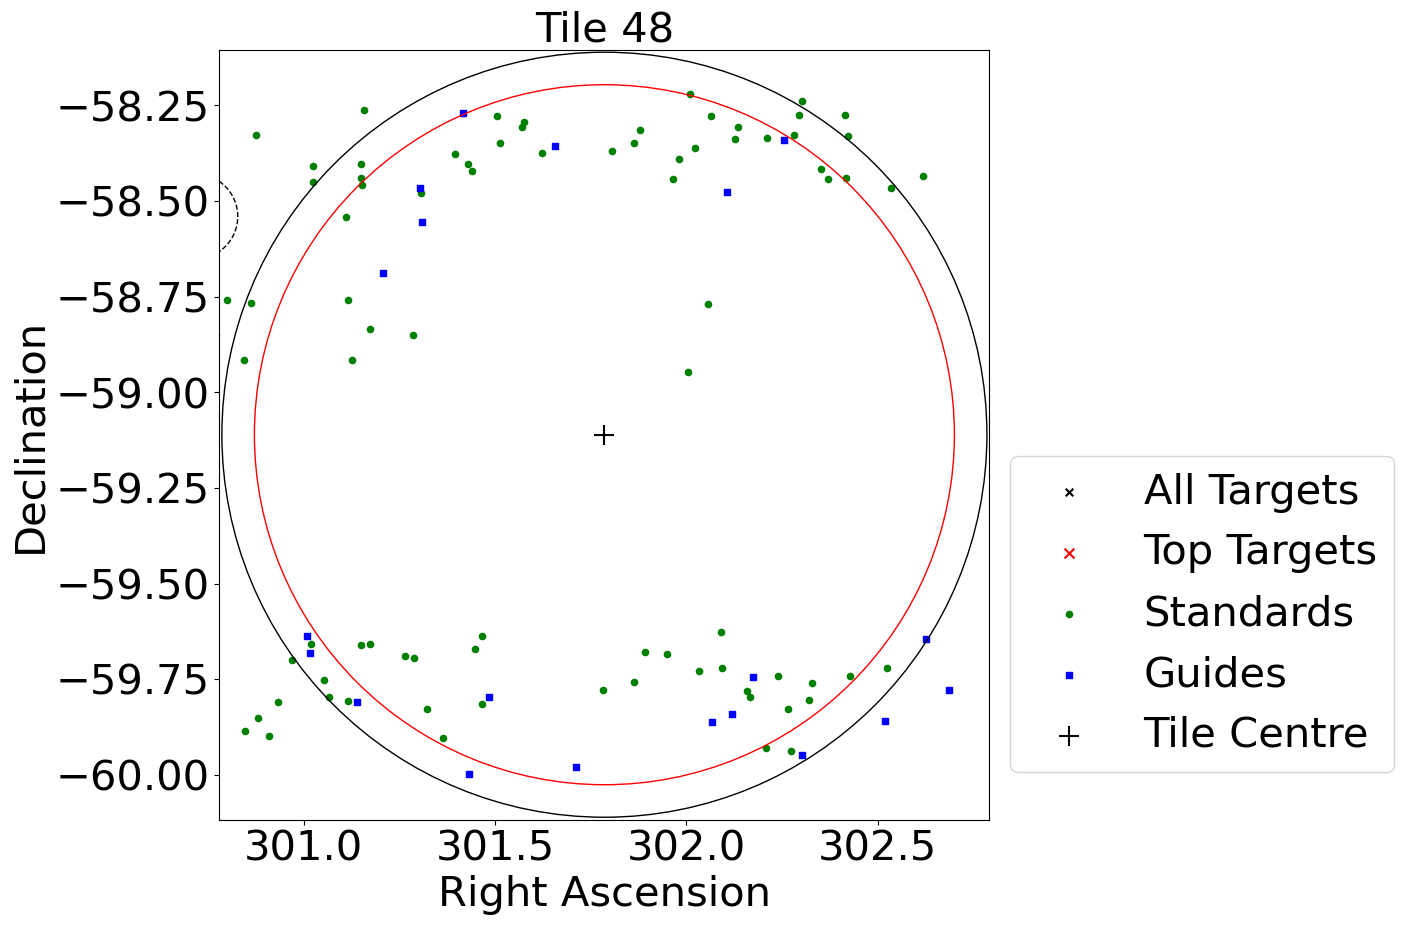 Tile 48
−58.25
−58.50
−58.75
−59.00
−59.25
−59.50
−59.75
−60.00
Declination
301.0 301.5 302.0 302.5
Right Ascension
All Targets
Top Targets
Standards
Guides
Tile Centre